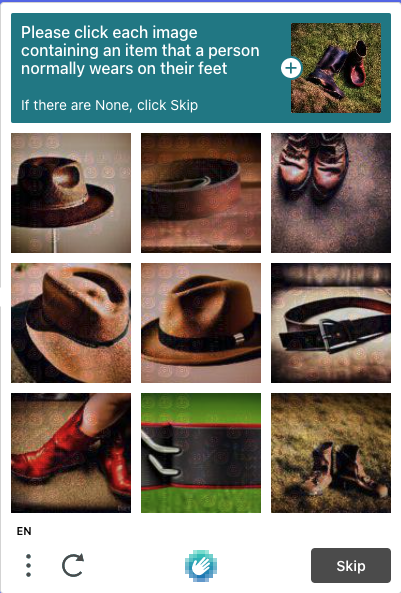 Please click each image
containing an item that a person
normally wears on their feet
If there are None, click Skip
EN
Skip